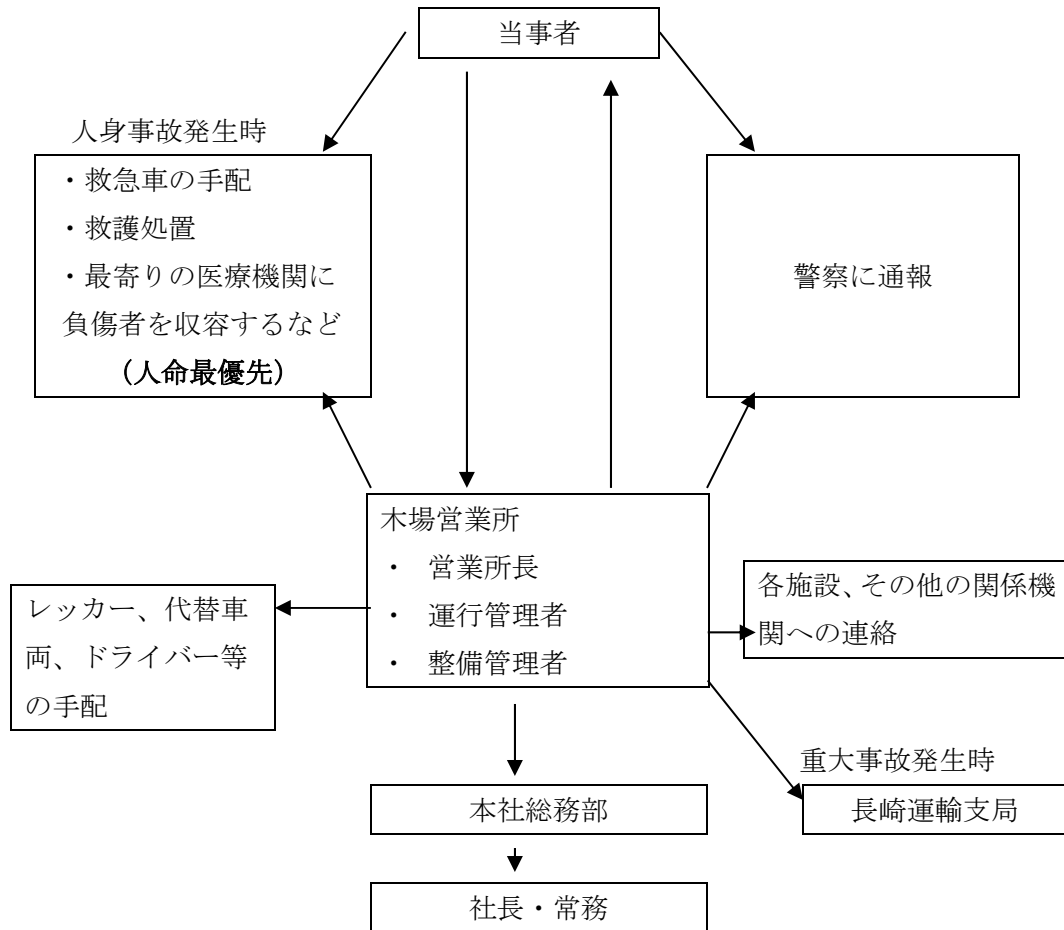 当事者
人身事故発生時
・救急車の手配
・救護処置
・最寄りの医療機関に
負傷者を収容するなど
（人命最優先）
警察に通報
木場営業所
・ 営業所長
・ 運行管理者
・ 整備管理者
レッカー、代替車
両、ドライバー等
の手配
各施設、その他の関係機
関への連絡
重大事故発生時
長崎運輸支局
本社総務部
社長・常務